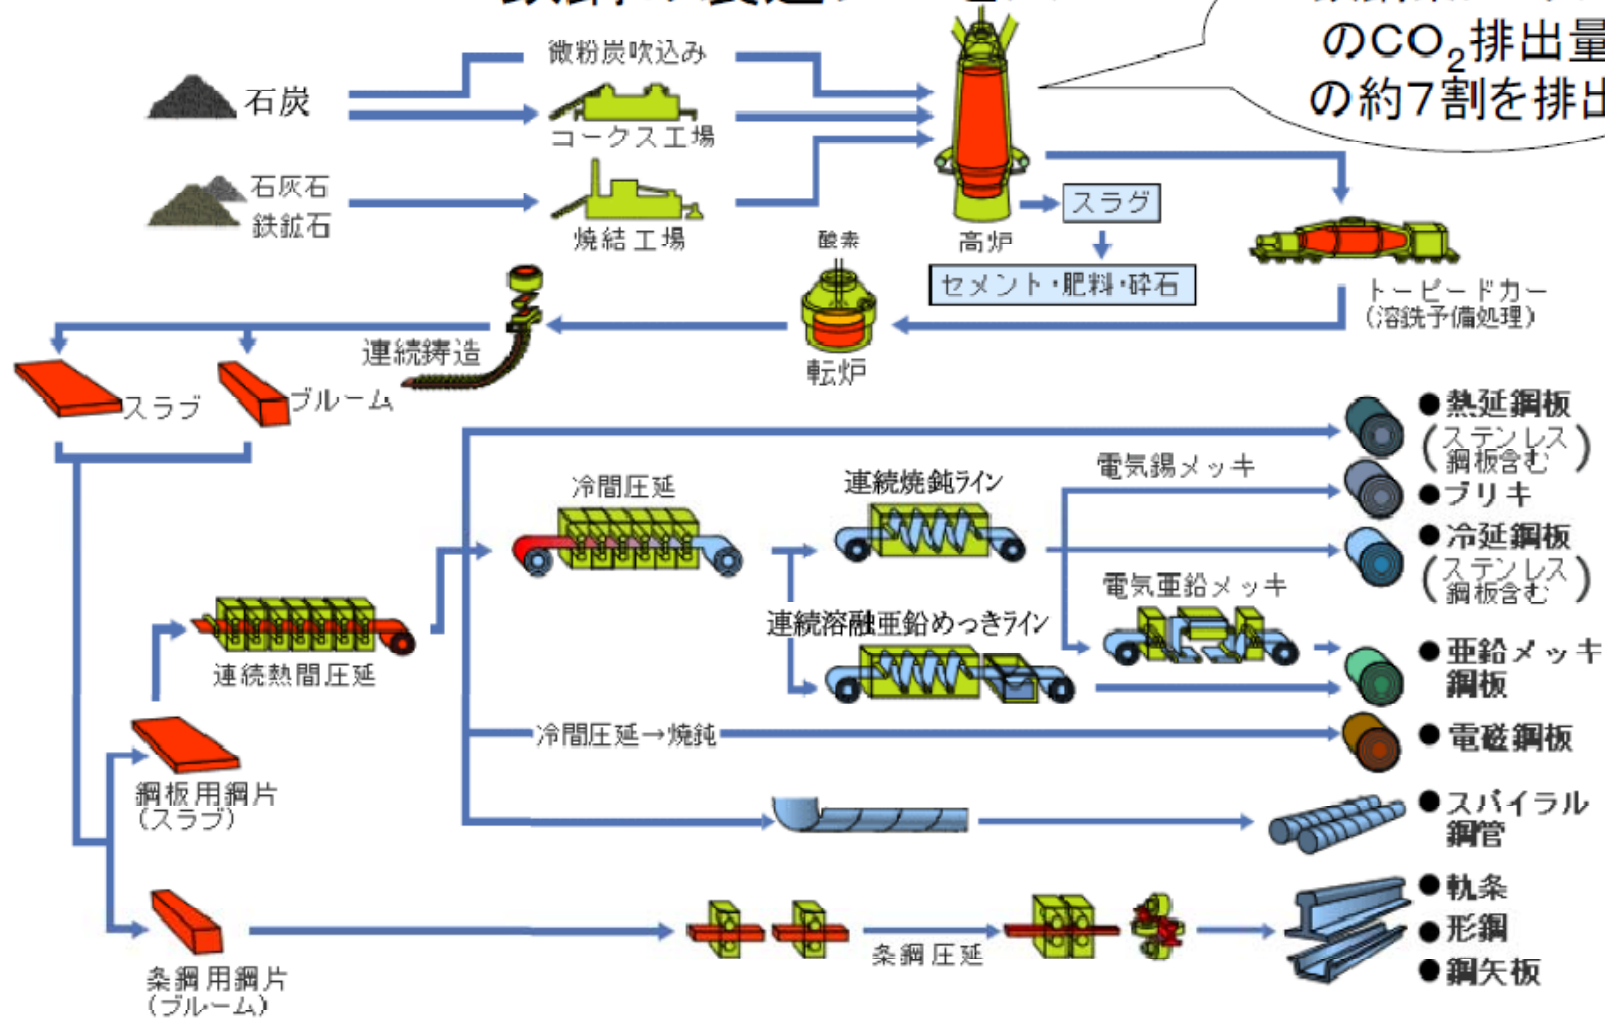 のCO₂排出量
の約7割を排出
微粉炭吹込み
石炭
コークス工場
石灰石
鉄鉱石
焼結工場
高炉
スラグ
セメント・肥料・砕石
酸素
転炉
トーピードカー
(溶銑予備処理)
連続鋳造
スラブ
ブルーム
●熱延鋼板
(ステンレス
鋼板含む)
電気錫メッキ
●ブリキ
冷間圧延
連続焼鈍ライン
●冷延鋼板
(ステンレス
鋼板含む)
電気亜鉛メッキ
連続溶融亜鉛めっきライン
●亜鉛メッキ
鋼板
連続熱間圧延
冷間圧延→焼鈍
●電磁鋼板
鋼板用鋼片
(スラブ)
●スパイラル
鋼管
●軌条
●形鋼
●鋼矢板
条鋼圧延
条鋼用鋼片
(ブルーム)